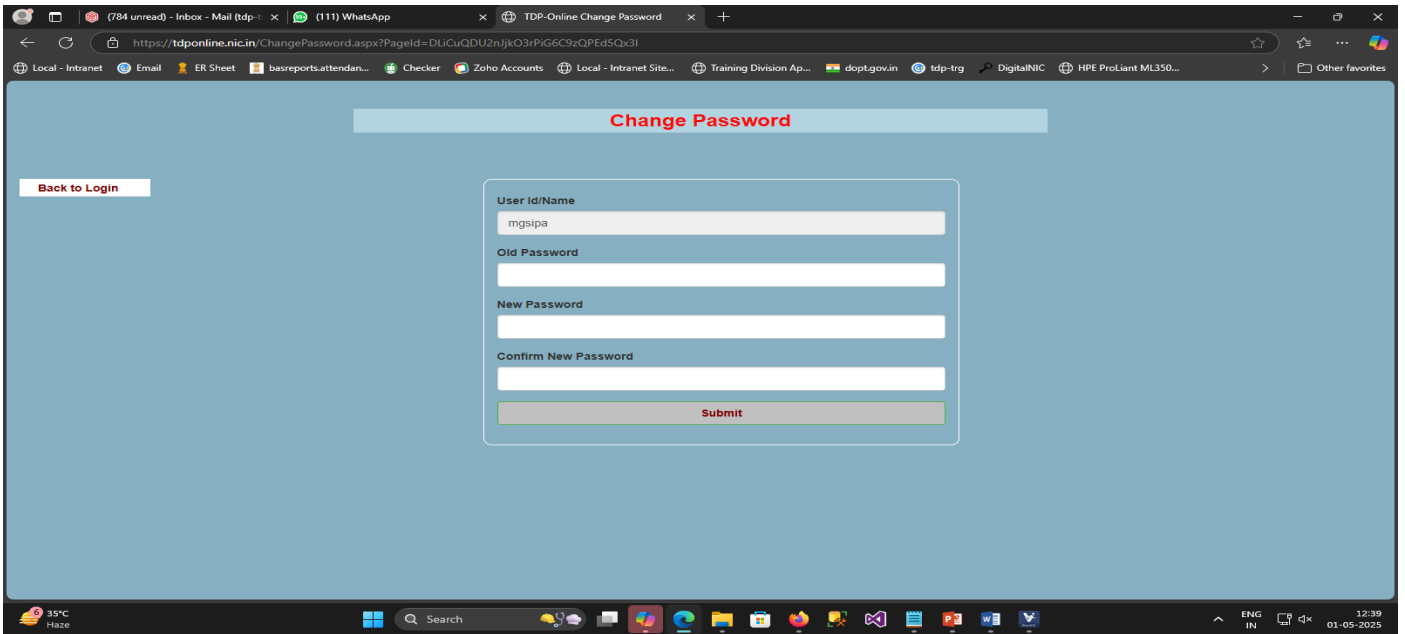 (784 unread) - Inbox - Mail (tdp-t
(111) WhatsApp
TDP-Online Change Password
https://tdponline.nic.in/ChangePassword.aspx?PageId=DLiCuQDU2nJjkO3rPiG6C9zQPEd5Qx3I
Local - Intranet Email ER Sheet basreports.attendan... Checker Zoho Accounts Local - Intranet Site... Training Division Ap... dopt.gov.in tdp-trg DigitalNIC HPE ProLiant ML350... Other favorites
Change Password
Back to Login
User Id/Name
mgsipa
Old Password
New Password
Confirm New Password
Submit
6
35°C
Haze
Search
ENG
IN
12:39
01-05-2025